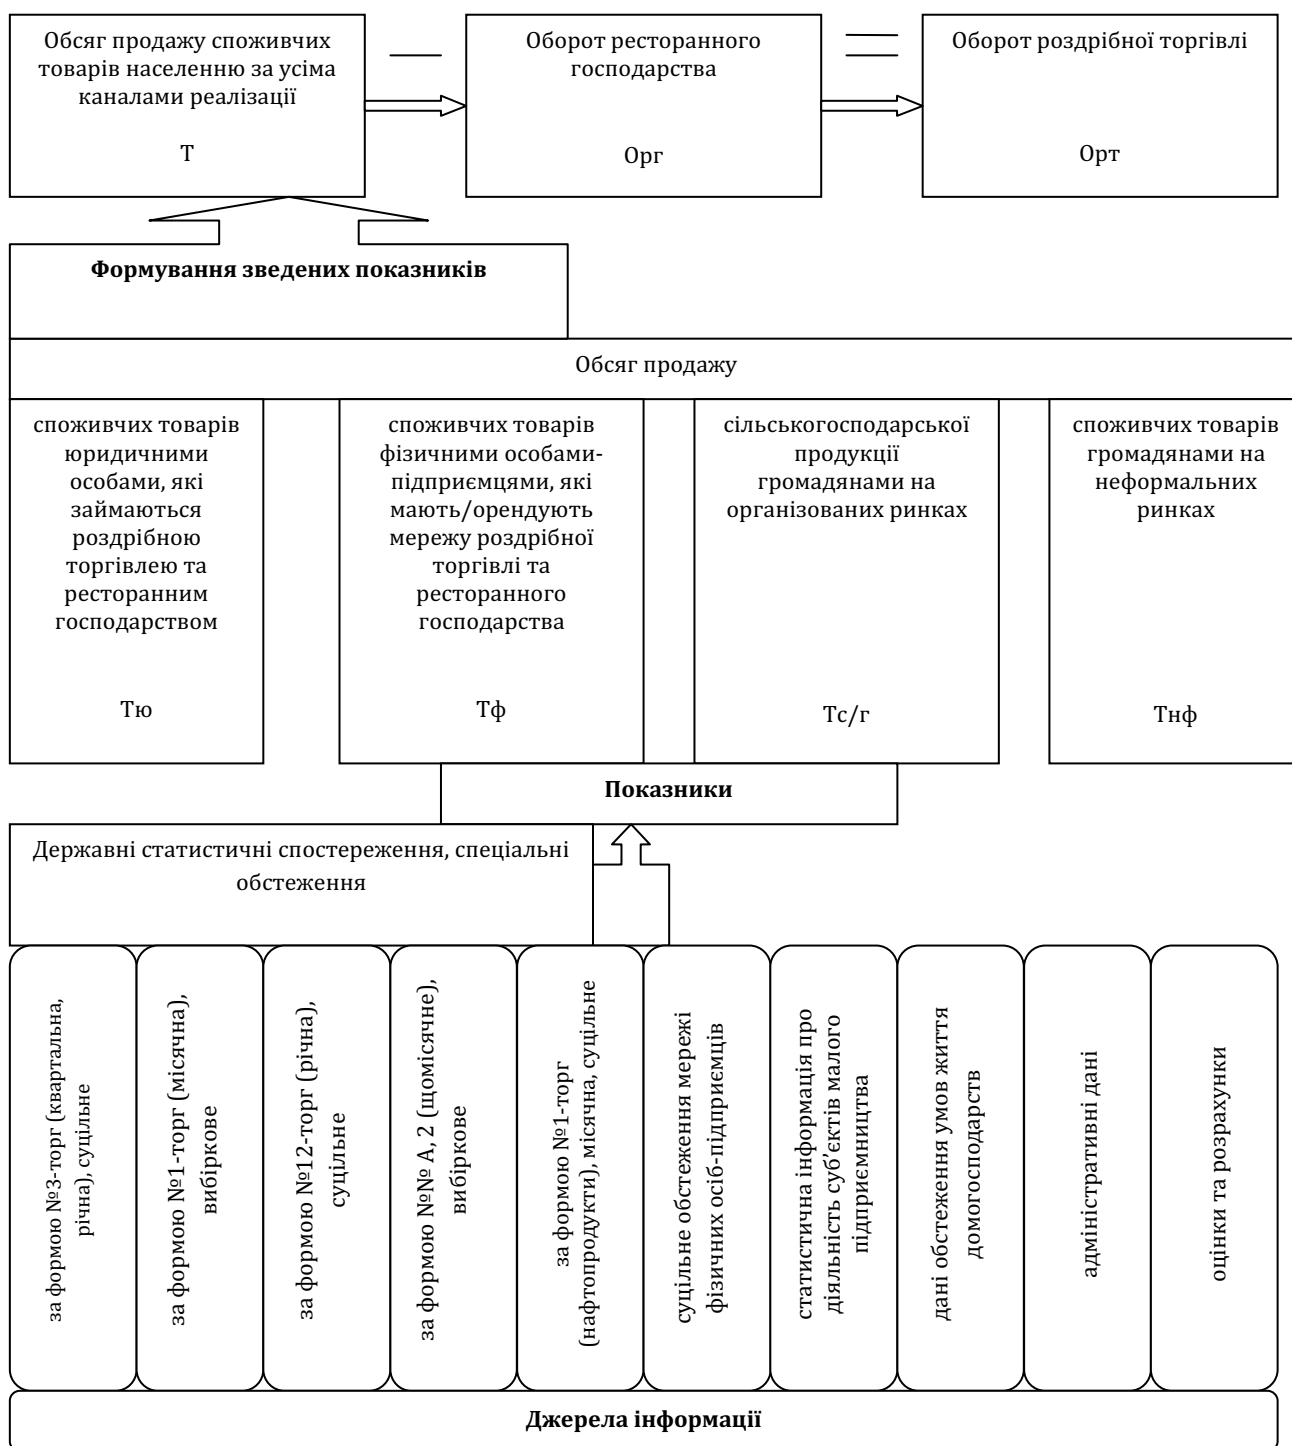 Обсяг продажу споживчих
товарів населенню за усіма
каналами реалізації
Т
Оборот ресторанного
господарства
Орг
Оборот роздрібної торгівлі
Орт
Формування зведених показників
Обсяг продажу
споживчих товарів
юридичними
особами, які
займаються
роздрібною
торгівлею та
ресторанним
господарством
Тю
споживчих товарів
фізичними особами-
підприємцями, які
мають/орендують
мережу роздрібної
торгівлі та
ресторанного
господарства
Тф
сільськогосподарської
продукції
громадянами на
організованих ринках
Тс/г
споживчих товарів
громадянами на
неформальних
ринках
Тнф
Показники
Державні статистичні спостереження, спеціальні
обстеження
за формою №3-торг (квартальна,
річна), суцільне
за формою №1-торг (місячна),
вибіркове
за формою №12-торг (річна),
суцільне
за формою №№ А, 2 (щомісячне),
вибіркове
за формою №1-торг
(нафтопродукти), місячна, суцільне
суцільне обстеження мережі
фізичних осіб-підприємців
статистична інформація про
діяльність суб’єктів малого
підприємництва
дані обстеження умов життя
домогосподарств
адміністративні дані
оцінки та розрахунки
Джерела інформації